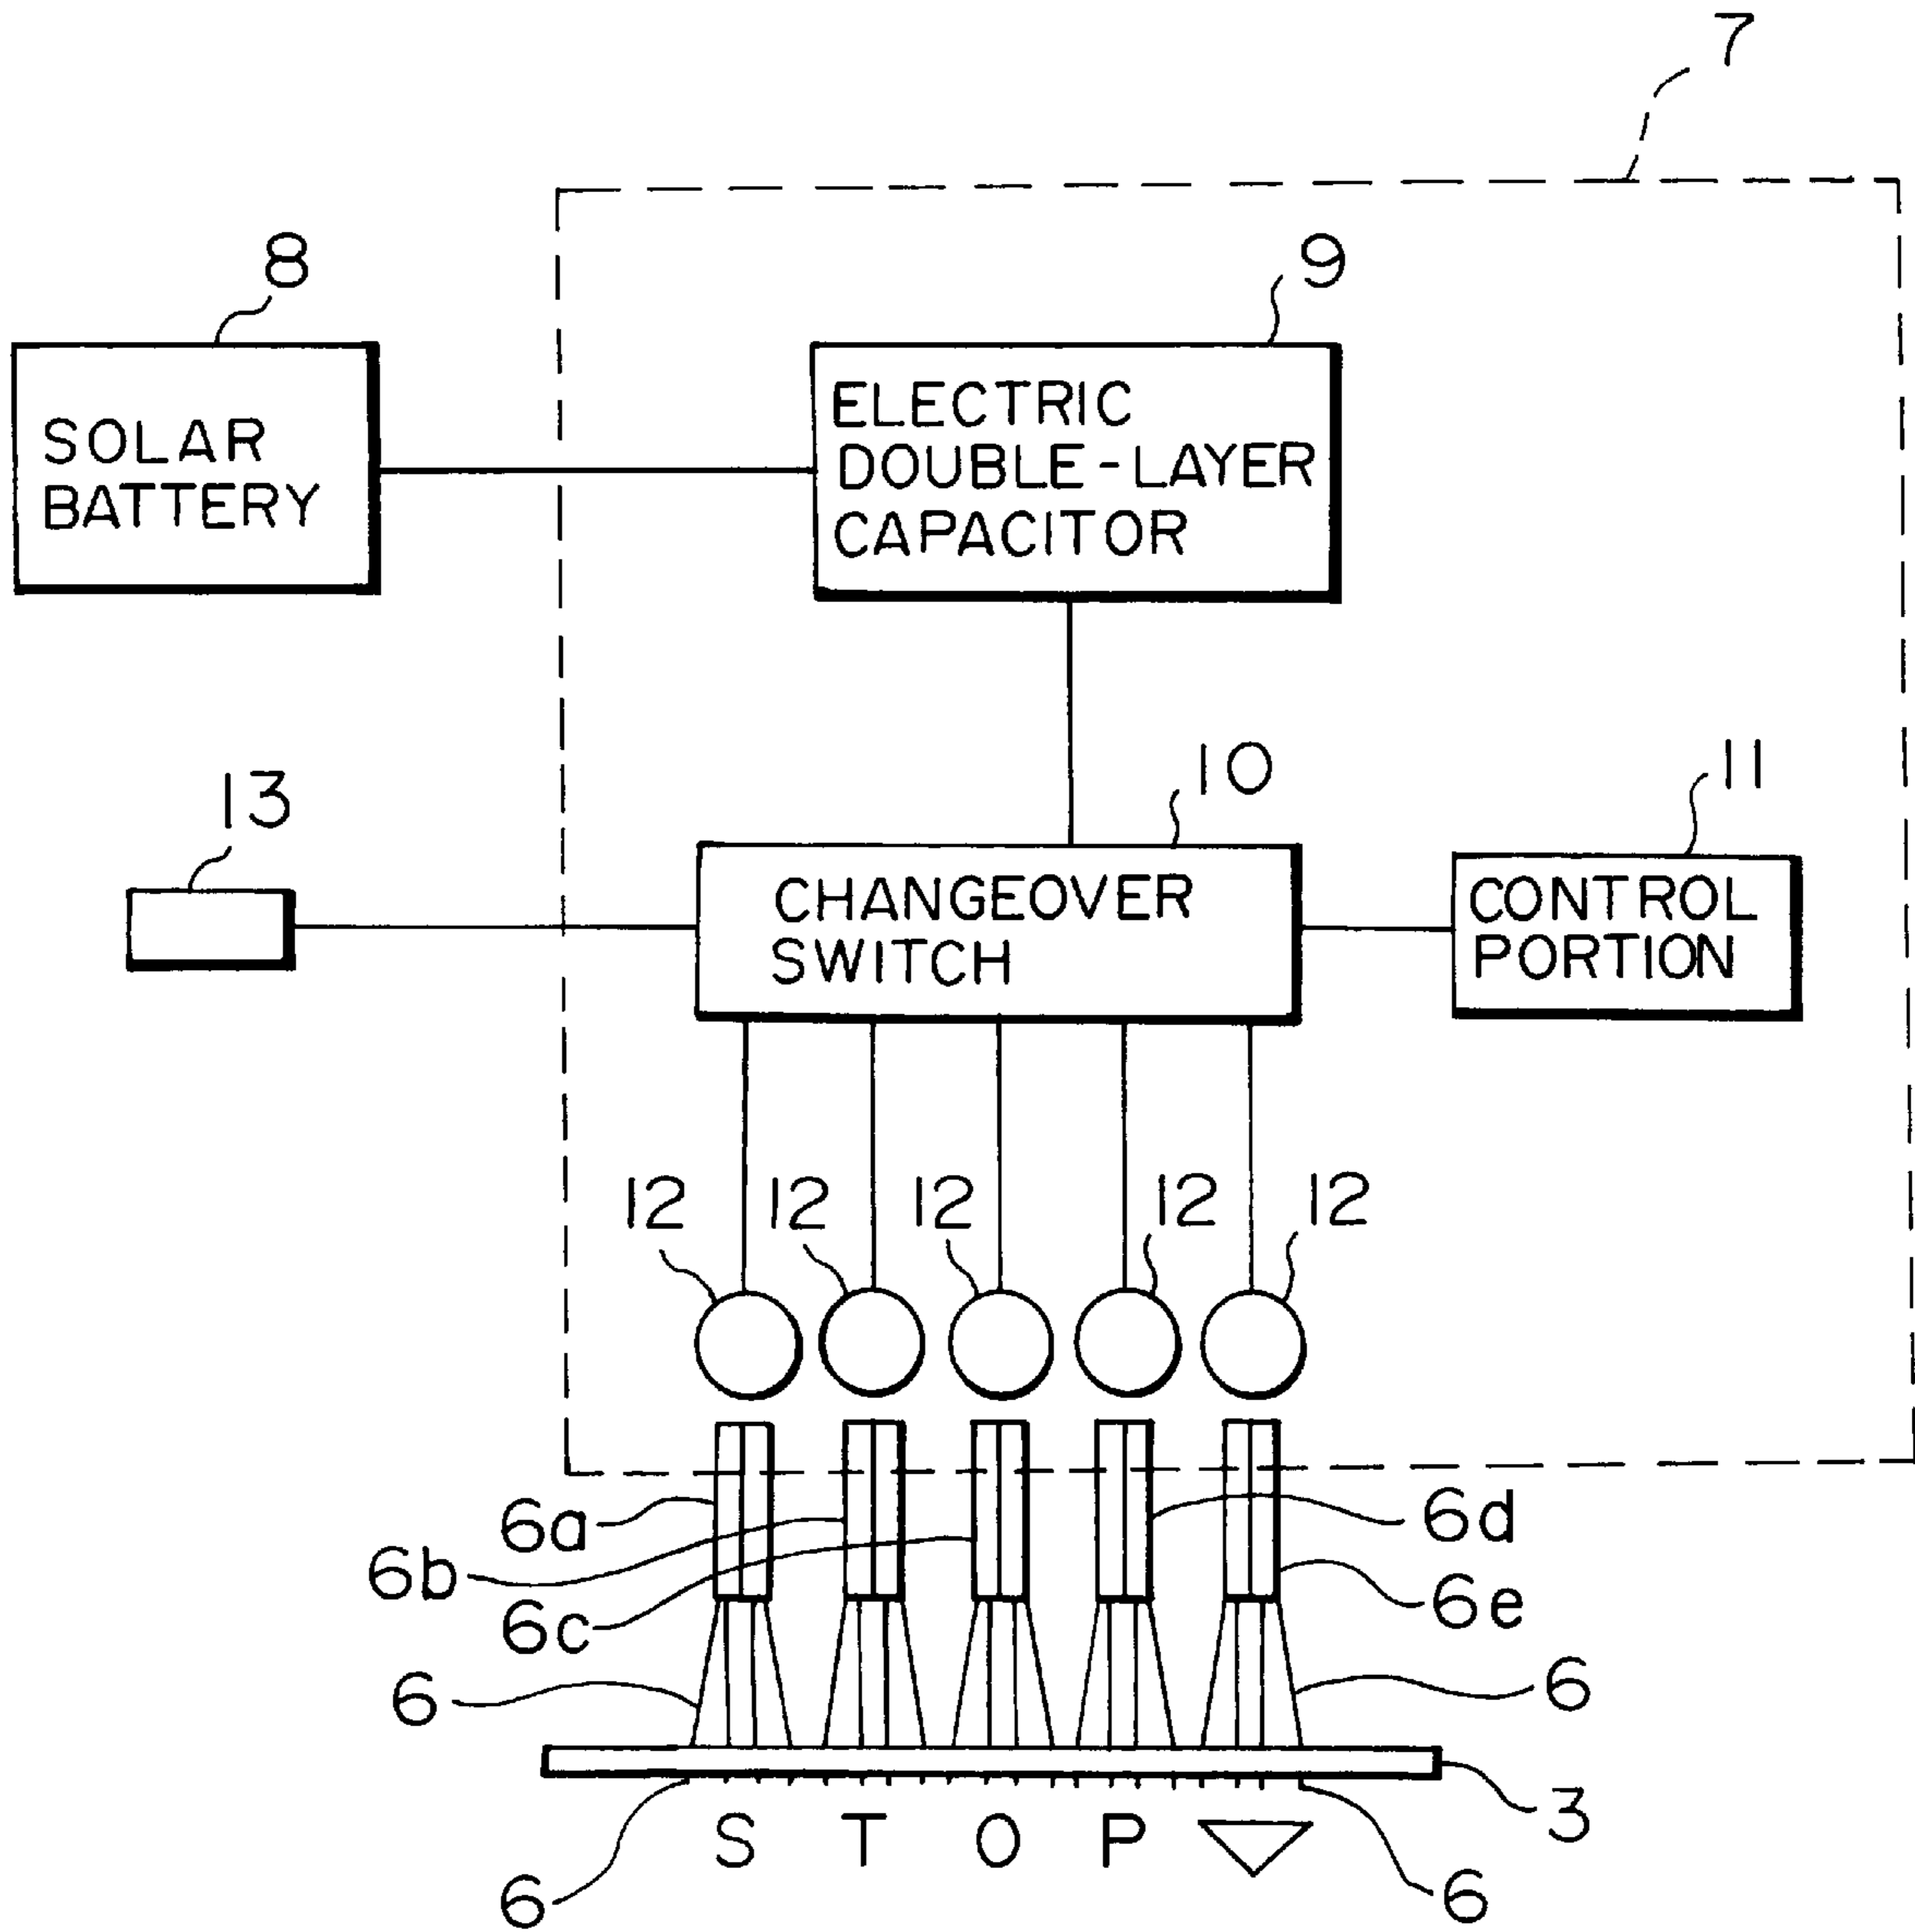 7
8
9
SOLAR
BATTERY
ELECTRIC
DOUBLE-LAYER
CAPACITOR
13
10
11
CHANGEOVER
SWITCH
CONTROL
PORTION
12 12 12 12 12
6a
6d
6b
6e
6c
6
6
3
S T O P
6
6